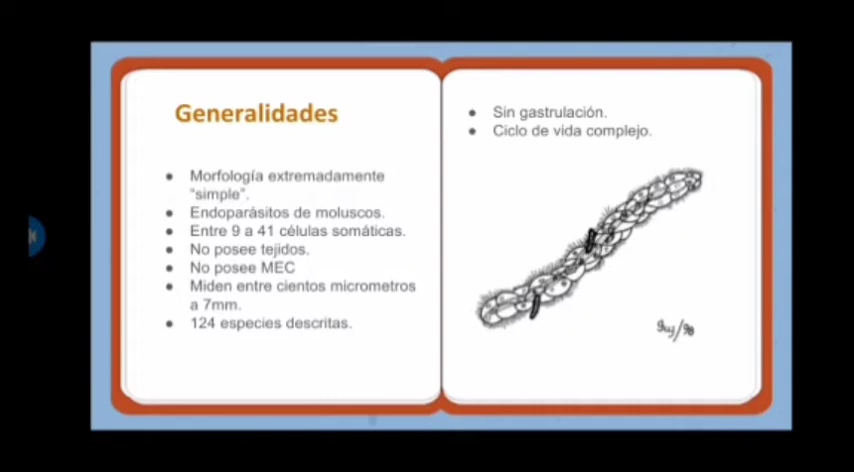 Generalidades
● Morfología extremadamente
"simple".
● Endoparásitos de moluscos.
● Entre 9 a 41 células somáticas.
● No posee tejidos.
● No posee MEC
● Miden entre cientos micrometros
a 7mm.
● 124 especies descritas.
● Sin gastrulación.
● Ciclo de vida complejo.